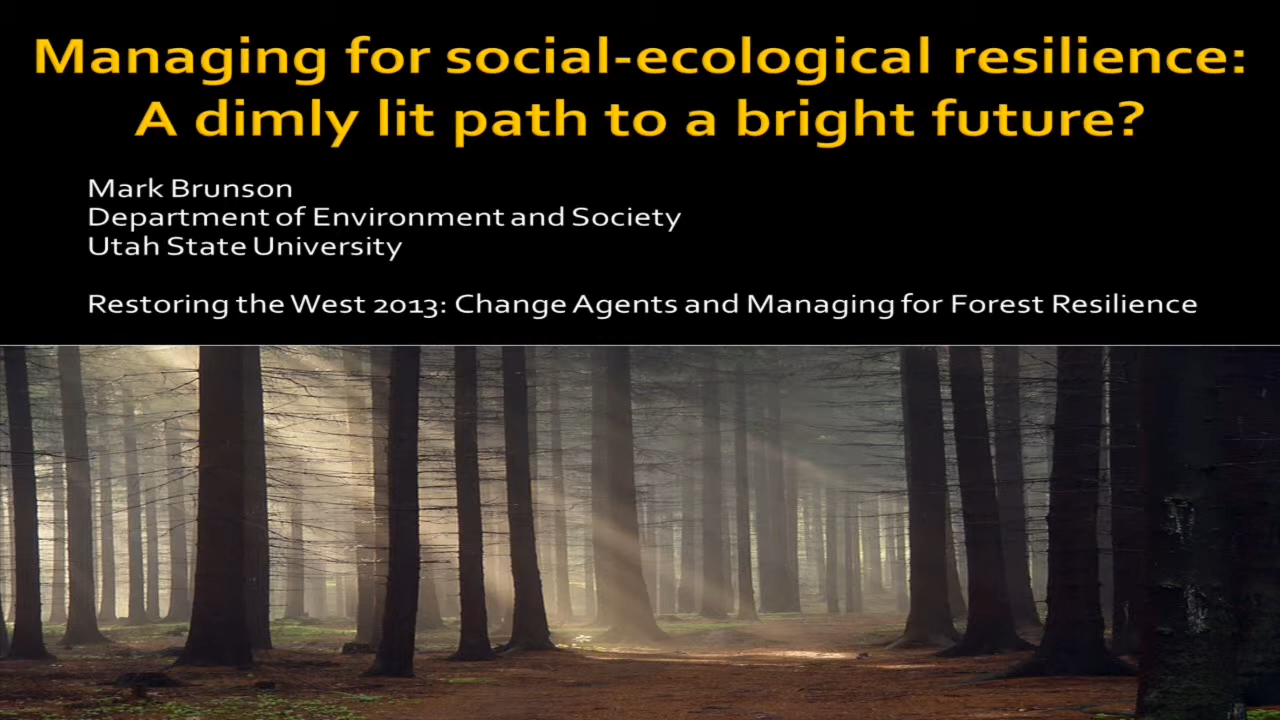 Managing for social-ecological resilience:
A dimly lit path to a bright future?
Mark Brunson
Department of Environment and Society
Utah State University
Restoring the West 2013: Change Agents and Managing for Forest Resilience